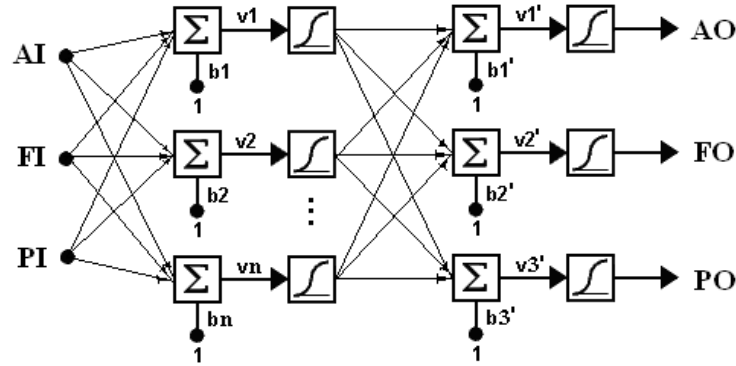 AI
FI
PI
Σ v1
b1
1
Σ v2
b2
1
⋮
Σ vn
bn
1
Σ v1'
b1'
1
Σ v2'
b2'
1
Σ v3'
b3'
1
AO
FO
PO